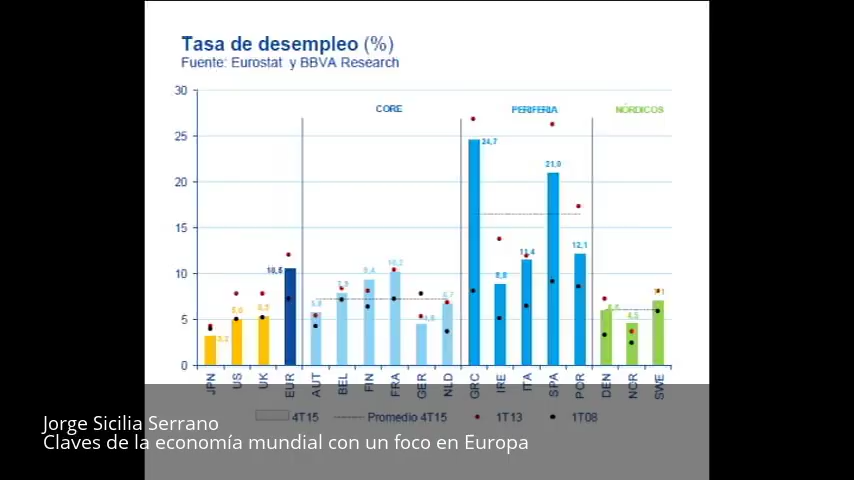 Tasa de desempleo (%)
Fuente: Eurostat y BBVA Research
30
25
20
15
10
5
0
CORE
PERIFERIA
NÓRDICOS
24,7
21,0
10,5
10,2
9,4
12,1
11,4
JPN
US
UK
EUR
AUT
BEL
FIN
FRA
GER
NLD
GRC
IRE
ITA
SPA
POR
DEN
NOR
SWE
4T15
Promedio 4T15
1T13
1T08
Jorge Sicilia Serrano
Claves de la economía mundial con un foco en Europa